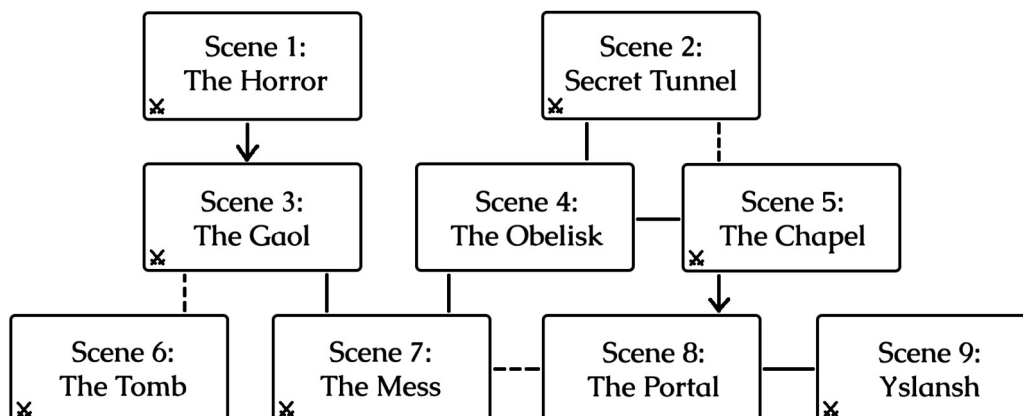 Scene 1:
The Horror
Scene 2:
Secret Tunnel
Scene 3:
The Gaol
Scene 4:
The Obelisk
Scene 5:
The Chapel
Scene 6:
The Tomb
Scene 7:
The Mess
Scene 8:
The Portal
Scene 9:
Yslansh